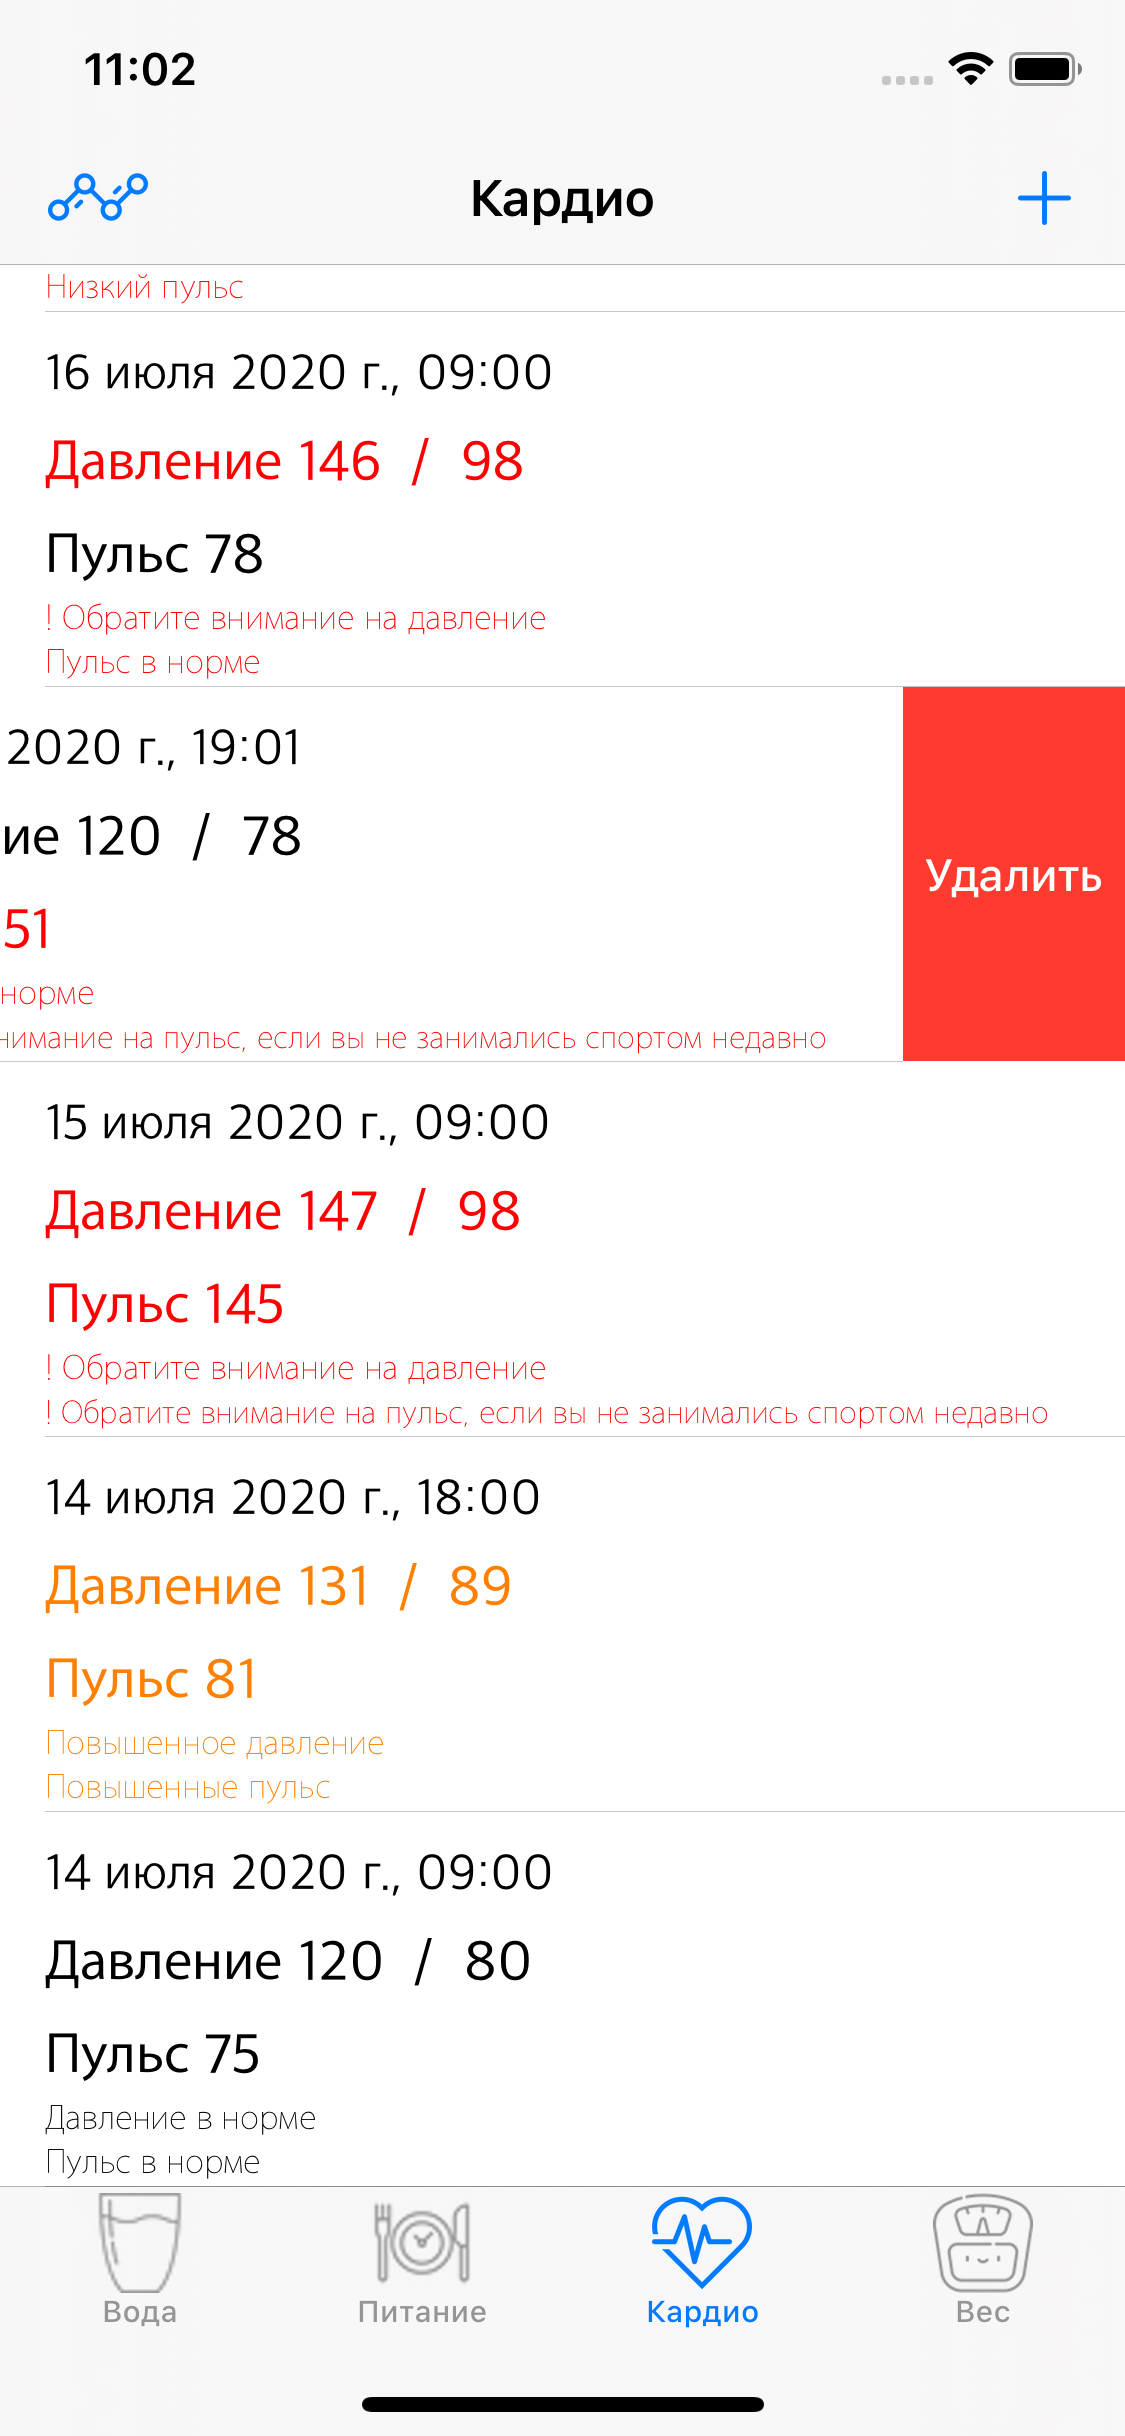 11:02
Кардио
Низкий пульс
16 июля 2020 г., 09:00
Давление 146 / 98
Пульс 78
! Обратите внимание на давление
Пульс в норме
2020 г., 19:01
ие 120 / 78
51
норме
нимание на пульс, если вы не занимались спортом недавно
Удалить
15 июля 2020 г., 09:00
Давление 147 / 98
Пульс 145
! Обратите внимание на давление
! Обратите внимание на пульс, если вы не занимались спортом недавно
14 июля 2020 г., 18:00
Давление 131 / 89
Пульс 81
Повышенное давление
Повышенные пульс
14 июля 2020 г., 09:00
Давление 120 / 80
Пульс 75
Давление в норме
Пульс в норме
Вода
Питание
Кардио
Вес